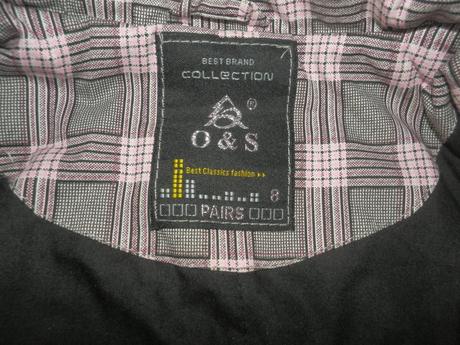 BEST BRAND
COLLECTION
®
O & S
Best Classics fashion >>
8
PAIRS